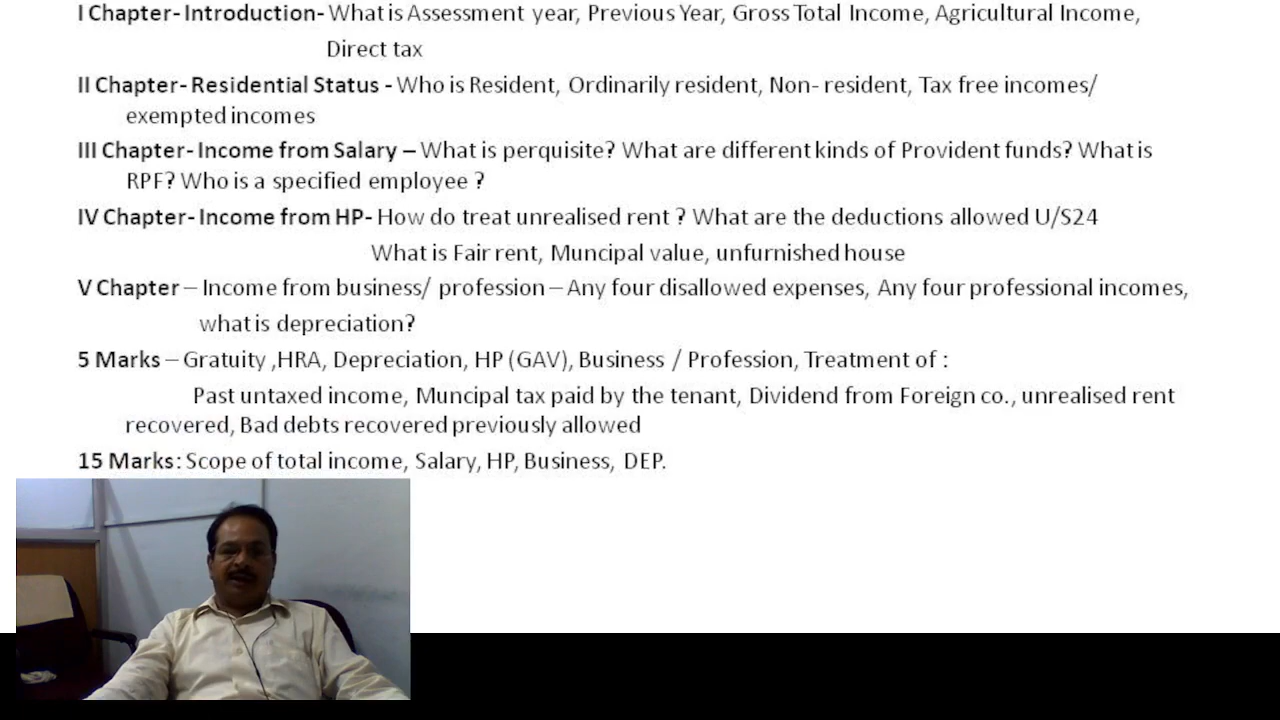 I Chapter- Introduction- What is Assessment year, Previous Year, Gross Total Income, Agricultural Income,
Direct tax
II Chapter- Residential Status - Who is Resident, Ordinarily resident, Non- resident, Tax free incomes/
exempted incomes
III Chapter- Income from Salary – What is perquisite? What are different kinds of Provident funds? What is
RPF? Who is a specified employee ?
IV Chapter- Income from HP- How do treat unrealised rent ? What are the deductions allowed U/S24
What is Fair rent, Muncipal value, unfurnished house
V Chapter – Income from business/ profession – Any four disallowed expenses, Any four professional incomes,
what is depreciation?
5 Marks – Gratuity ,HRA, Depreciation, HP (GAV), Business / Profession, Treatment of :
Past untaxed income, Muncipal tax paid by the tenant, Dividend from Foreign co., unrealised rent
recovered, Bad debts recovered previously allowed
15 Marks: Scope of total income, Salary, HP, Business, DEP.